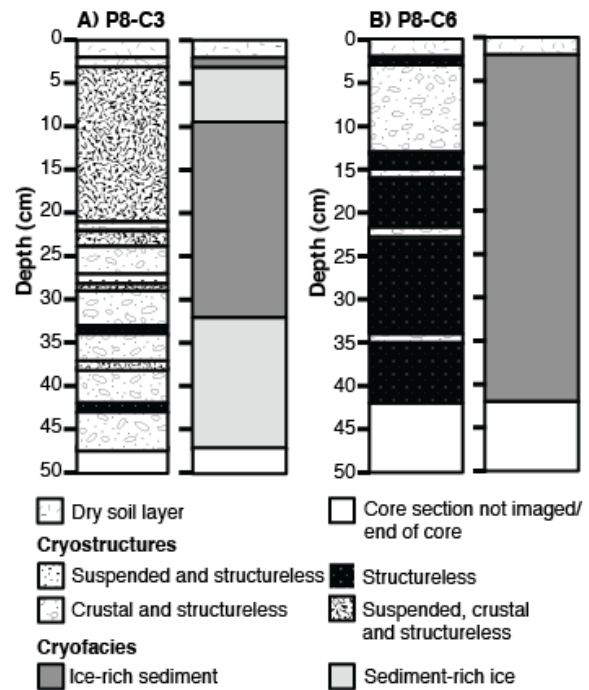 A) P8-C3
B) P8-C6
Depth (cm)
0
5
10
15
20
25
30
35
40
45
50
Depth (cm)
0
5
10
15
20
25
30
35
40
45
50
Dry soil layer
Core section not imaged/
end of core
Cryostructures
Suspended and structureless
Structureless
Crustal and structureless
Suspended, crustal
and structureless
Cryofacies
Ice-rich sediment
Sediment-rich ice